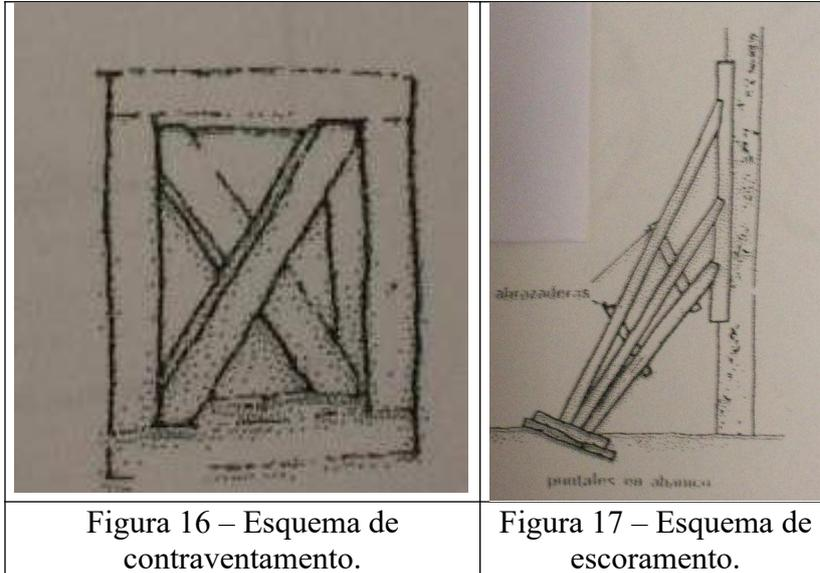 abrazaderas
puntales en abanico
Figura 16 – Esquema de
contraventamento.
Figura 17 – Esquema de
escoramento.